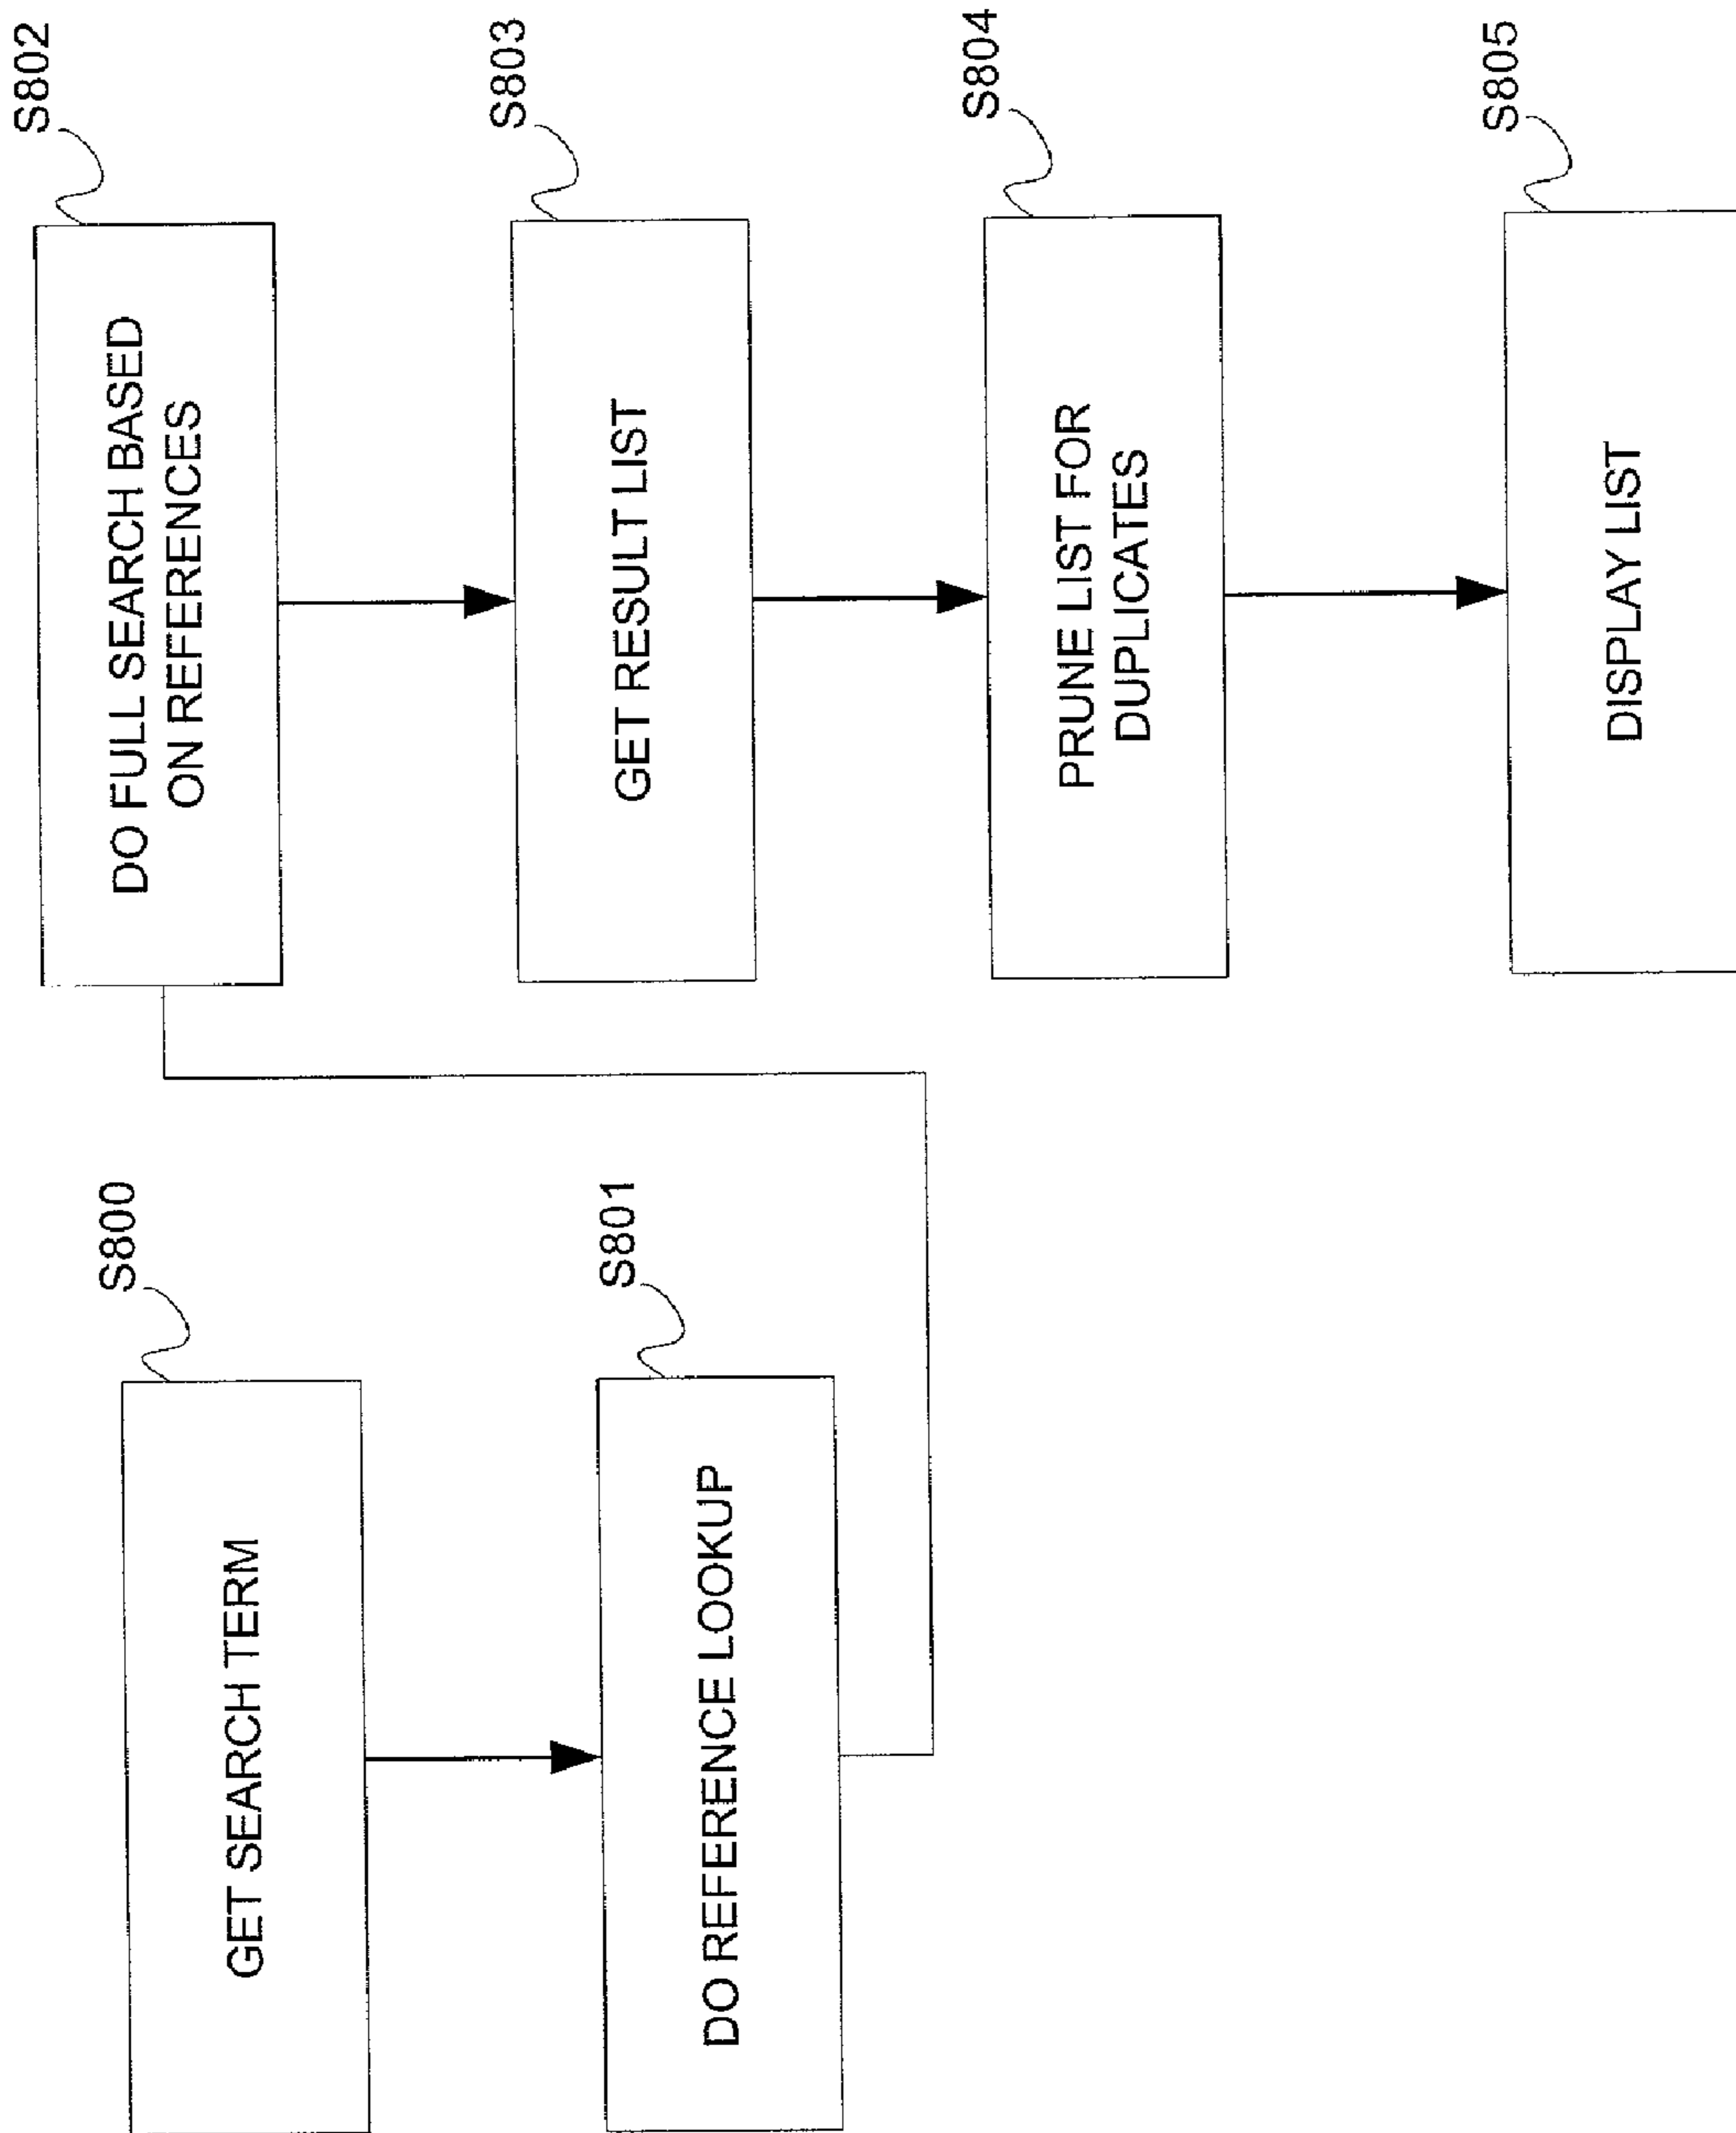 S800
GET SEARCH TERM
S801
DO REFERENCE LOOKUP
S802
DO FULL SEARCH BASED
ON REFERENCES
S803
GET RESULT LIST
S804
PRUNE LIST FOR
DUPLICATES
S805
DISPLAY LIST